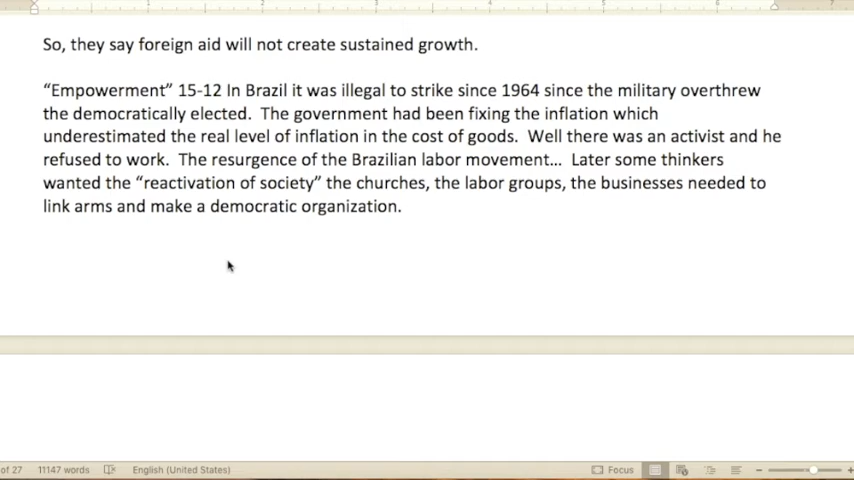 So, they say foreign aid will not create sustained growth.
“Empowerment” 15-12 In Brazil it was illegal to strike since 1964 since the military overthrew
the democratically elected.  The government had been fixing the inflation which
underestimated the real level of inflation in the cost of goods.  Well there was an activist and he
refused to work.  The resurgence of the Brazilian labor movement…  Later some thinkers
wanted the “reactivation of society” the churches, the labor groups, the businesses needed to
link arms and make a democratic organization.
of 27 11147 words English (United States) Focus